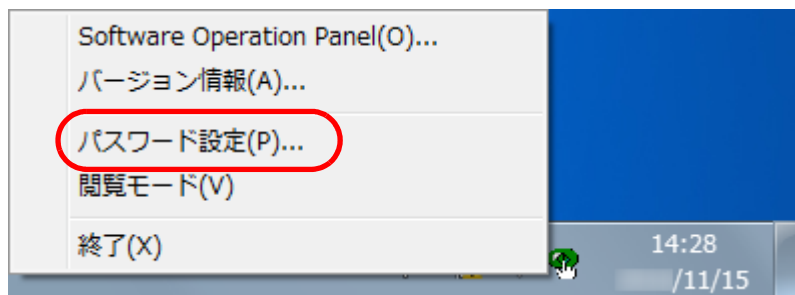 Software Operation Panel(O)...
バージョン情報(A)...
パスワード設定(P)...
閲覧モード(V)
終了(X)
14:28
/11/15